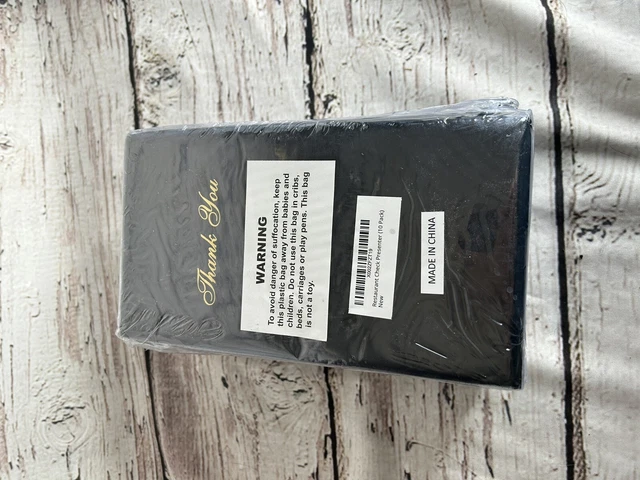 Thank You
WARNING
To avoid danger of suffocation, keep
this plastic bag away from babies and
children. Do not use this bag in cribs,
beds, carriages or play pens. This bag
is not a toy.
Restaurant Check Presenter (10 Pack)
New
MADE IN CHINA